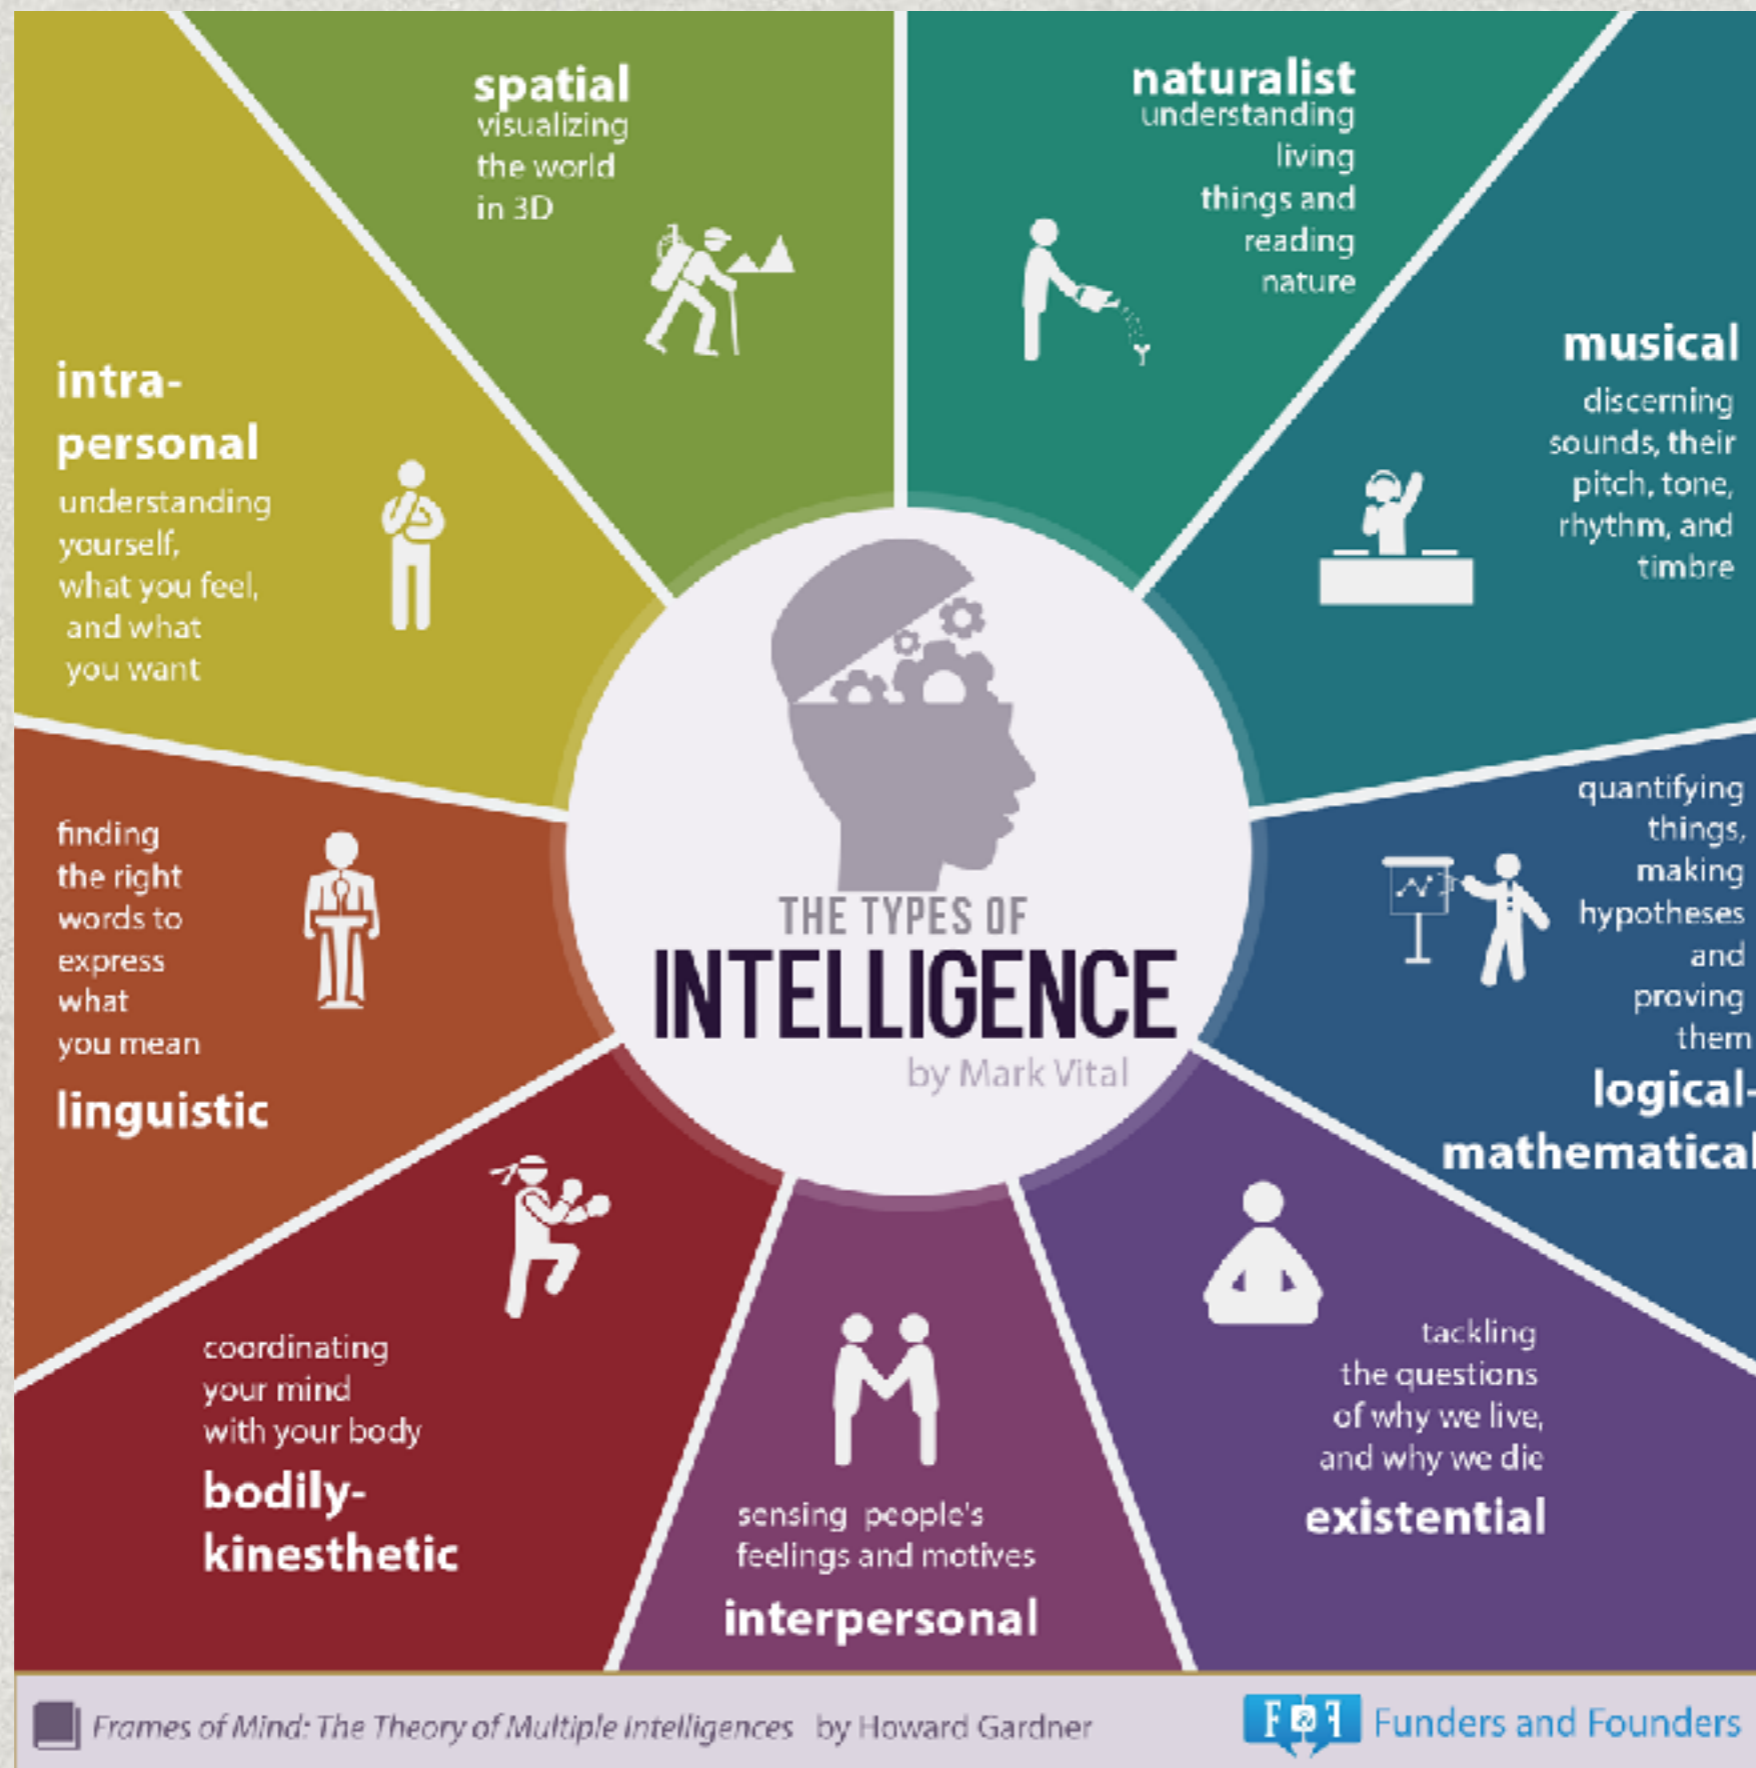 spatial
visualizing
the world
in 3D
naturalist
understanding
living
things and
reading
nature
musical
discerning
sounds, their
pitch, tone,
rhythm, and
timbre
quantifying
things,
making
hypotheses
and
proving
them
logical-
mathematical
tackling
the questions
of why we live,
and why we die
existential
sensing people's
feelings and motives
interpersonal
coordinating
your mind
with your body
bodily-
kinesthetic
finding
the right
words to
express
what
you mean
linguistic
intra-
personal
understanding
yourself,
what you feel,
and what
you want
THE TYPES OF
INTELLIGENCE
by Mark Vital
Frames of Mind: The Theory of Multiple Intelligences by Howard Gardner
F&F Funders and Founders